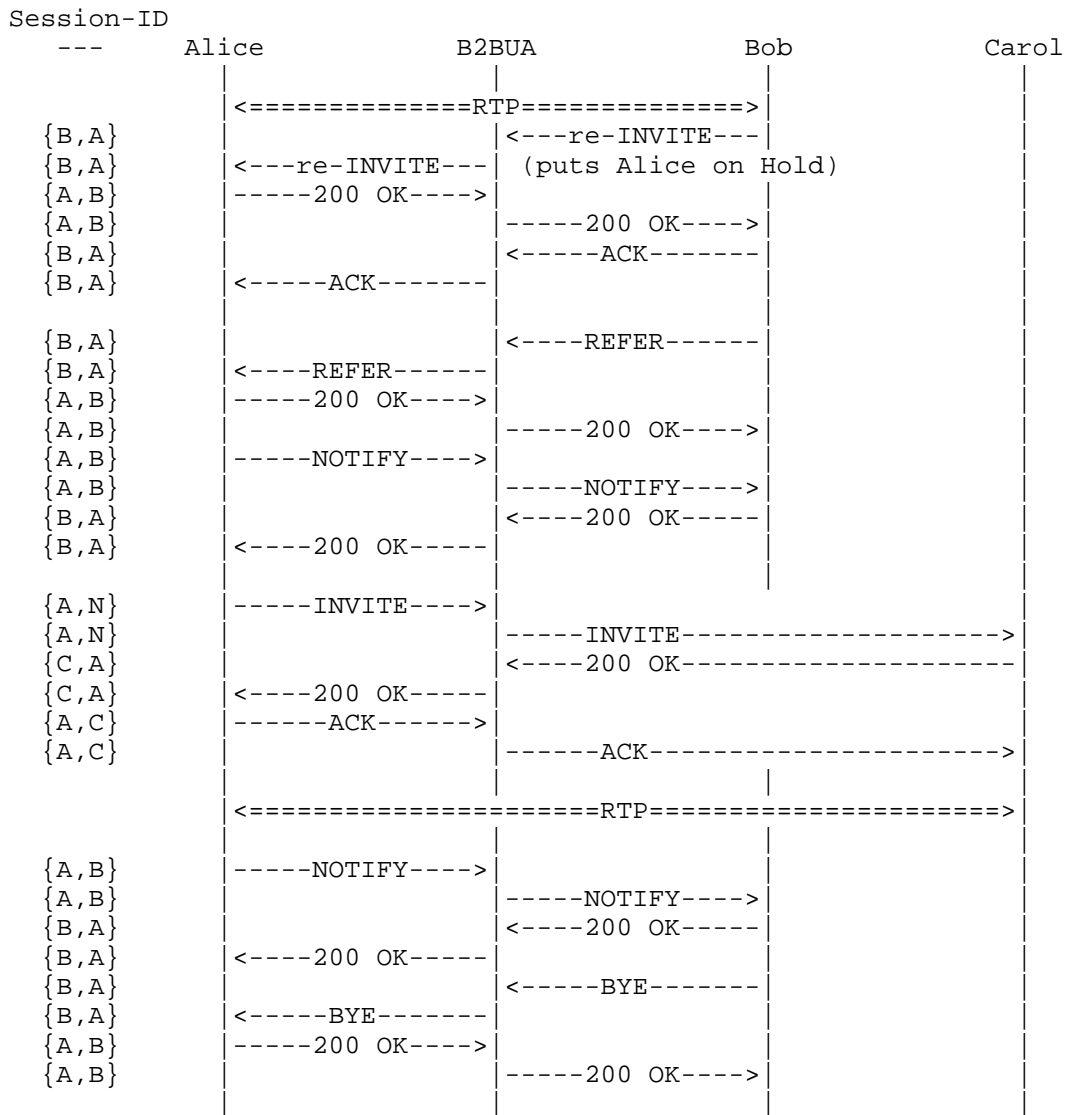 Session-ID
   ---     Alice            B2BUA             Bob            Carol
             |                |                |               |
             |<==============RTP==============>|               |
  {B,A}      |                |<---re-INVITE---|               |
  {B,A}      |<---re-INVITE---| (puts Alice on Hold)           |
  {A,B}      |-----200 OK---->|                |               |
  {A,B}      |                |-----200 OK---->|               |
  {B,A}      |                |<-----ACK-------|               |
  {B,A}      |<-----ACK-------|                |               |
             |                |                |               |
  {B,A}      |                |<----REFER------|               |
  {B,A}      |<----REFER------|                |               |
  {A,B}      |-----200 OK---->|                |               |
  {A,B}      |                |-----200 OK---->|               |
  {A,B}      |-----NOTIFY---->|                |               |
  {A,B}      |                |-----NOTIFY---->|               |
  {B,A}      |                |<----200 OK-----|               |
  {B,A}      |<----200 OK-----|                |               |
             |                |                |               |
  {A,N}      |-----INVITE---->|                                |
  {A,N}      |                |-----INVITE-------------------->|
  {C,A}      |                |<----200 OK---------------------|
  {C,A}      |<----200 OK-----|                                |
  {A,C}      |------ACK------>|                                |
  {A,C}      |                |------ACK---------------------->|
             |                |                |               |
             |<======================RTP======================>|
             |                |                |               |
  {A,B}      |-----NOTIFY---->|                |               |
  {A,B}      |                |-----NOTIFY---->|               |
  {B,A}      |                |<----200 OK-----|               |
  {B,A}      |<----200 OK-----|                |               |
  {B,A}      |                |<-----BYE-------|               |
  {B,A}      |<-----BYE-------|                |               |
  {A,B}      |-----200 OK---->|                |               |
  {A,B}      |                |-----200 OK---->|               |
             |                |                |               |